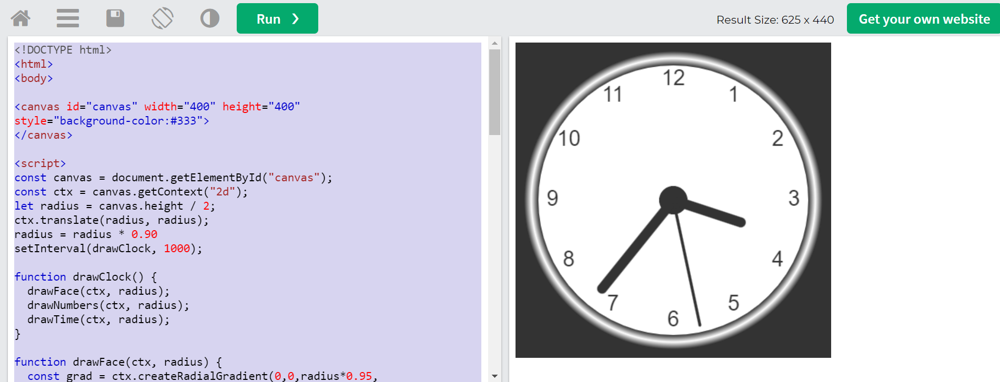 Run ❯
Result Size: 625 x 440
Get your own website
<!DOCTYPE html>
<html>
<body>
<canvas id="canvas" width="400" height="400"
style="background-color:#333">
</canvas>
<script>
const canvas = document.getElementById("canvas");
const ctx = canvas.getContext("2d");
let radius = canvas.height / 2;
ctx.translate(radius, radius);
radius = radius * 0.90
setInterval(drawClock, 1000);
function drawClock() {
  drawFace(ctx, radius);
  drawNumbers(ctx, radius);
  drawTime(ctx, radius);
}
function drawFace(ctx, radius) {
  const grad = ctx.createRadialGradient(0,0,radius*0.95,
12
1
2
3
4
5
6
7
8
9
10
11